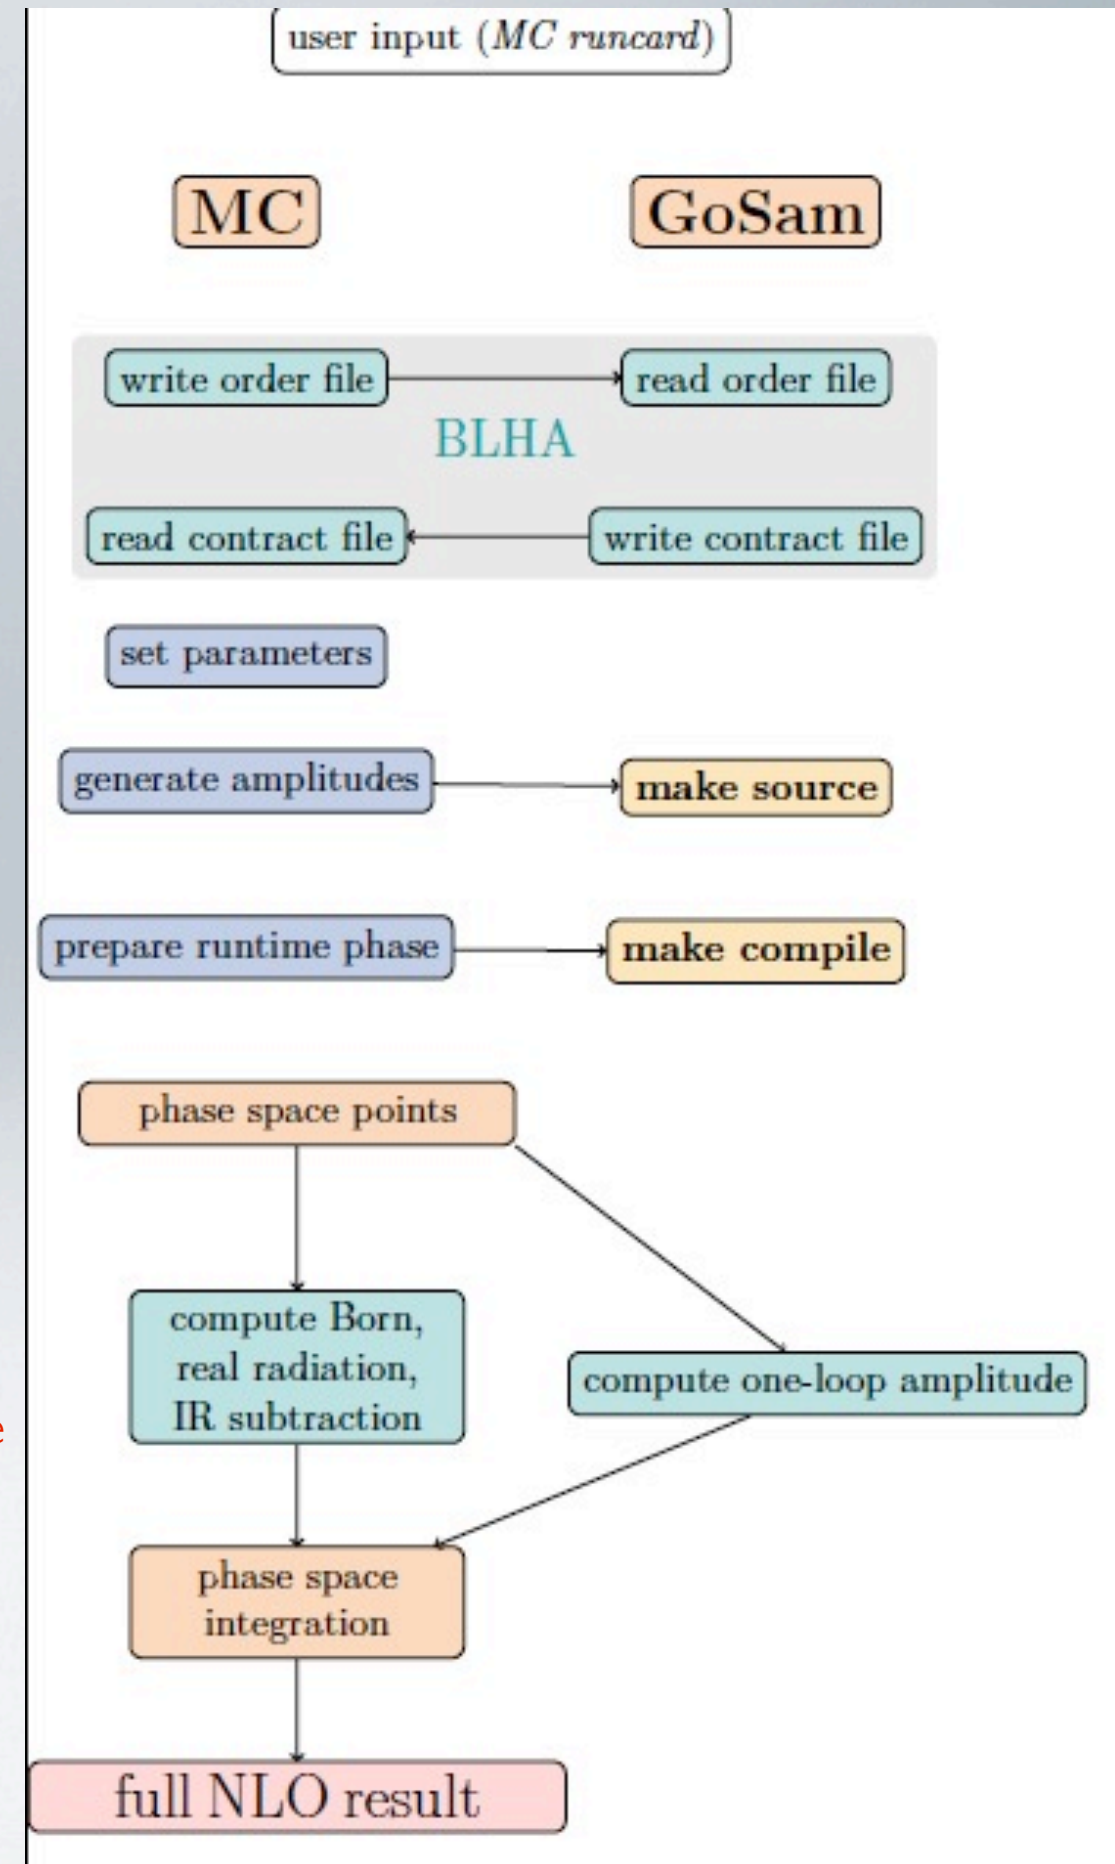 user input (MC runcard)
MC
GoSam
write order file
read order file
BLHA
read contract file
write contract file
set parameters
generate amplitudes
make source
prepare runtime phase
make compile
phase space points
compute Born,
real radiation,
IR subtraction
compute one-loop amplitude
e
phase space
integration
full NLO result